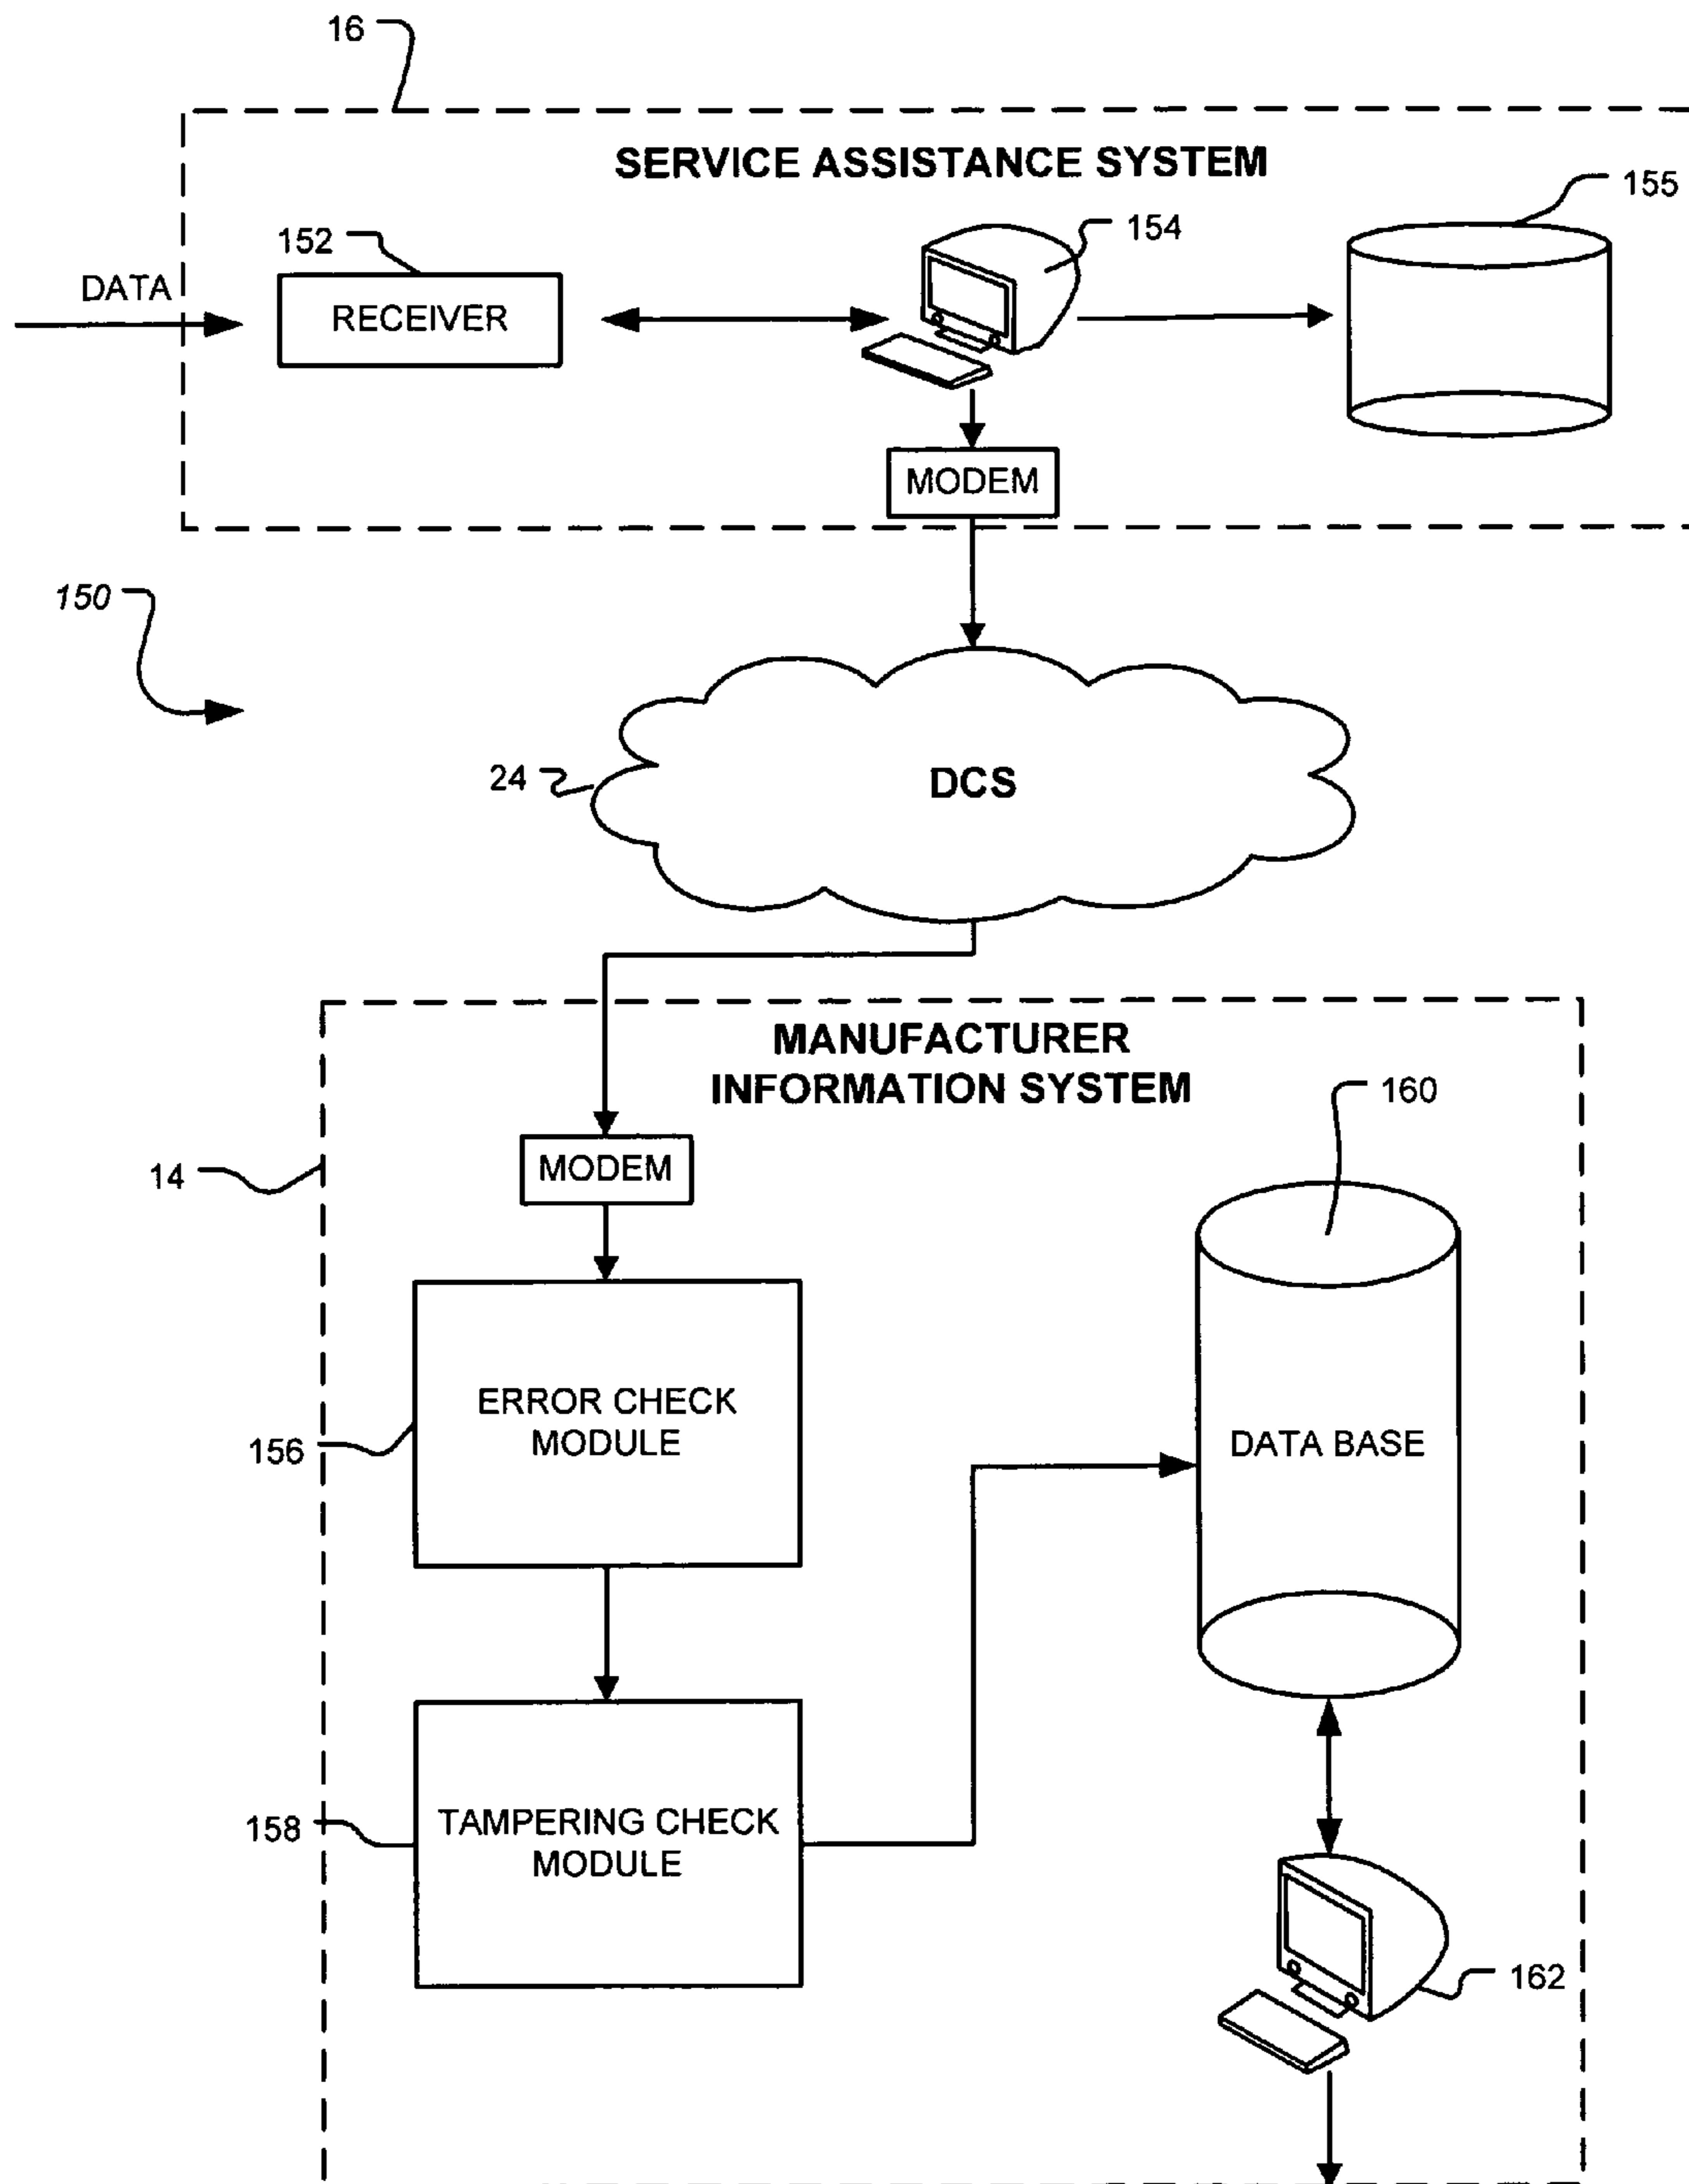 16
SERVICE ASSISTANCE SYSTEM
155
152
154
DATA
RECEIVER
MODEM
150
24
DCS
MANUFACTURER
INFORMATION SYSTEM
160
14
MODEM
ERROR CHECK
MODULE
156
DATA BASE
TAMPERING CHECK
MODULE
158
162